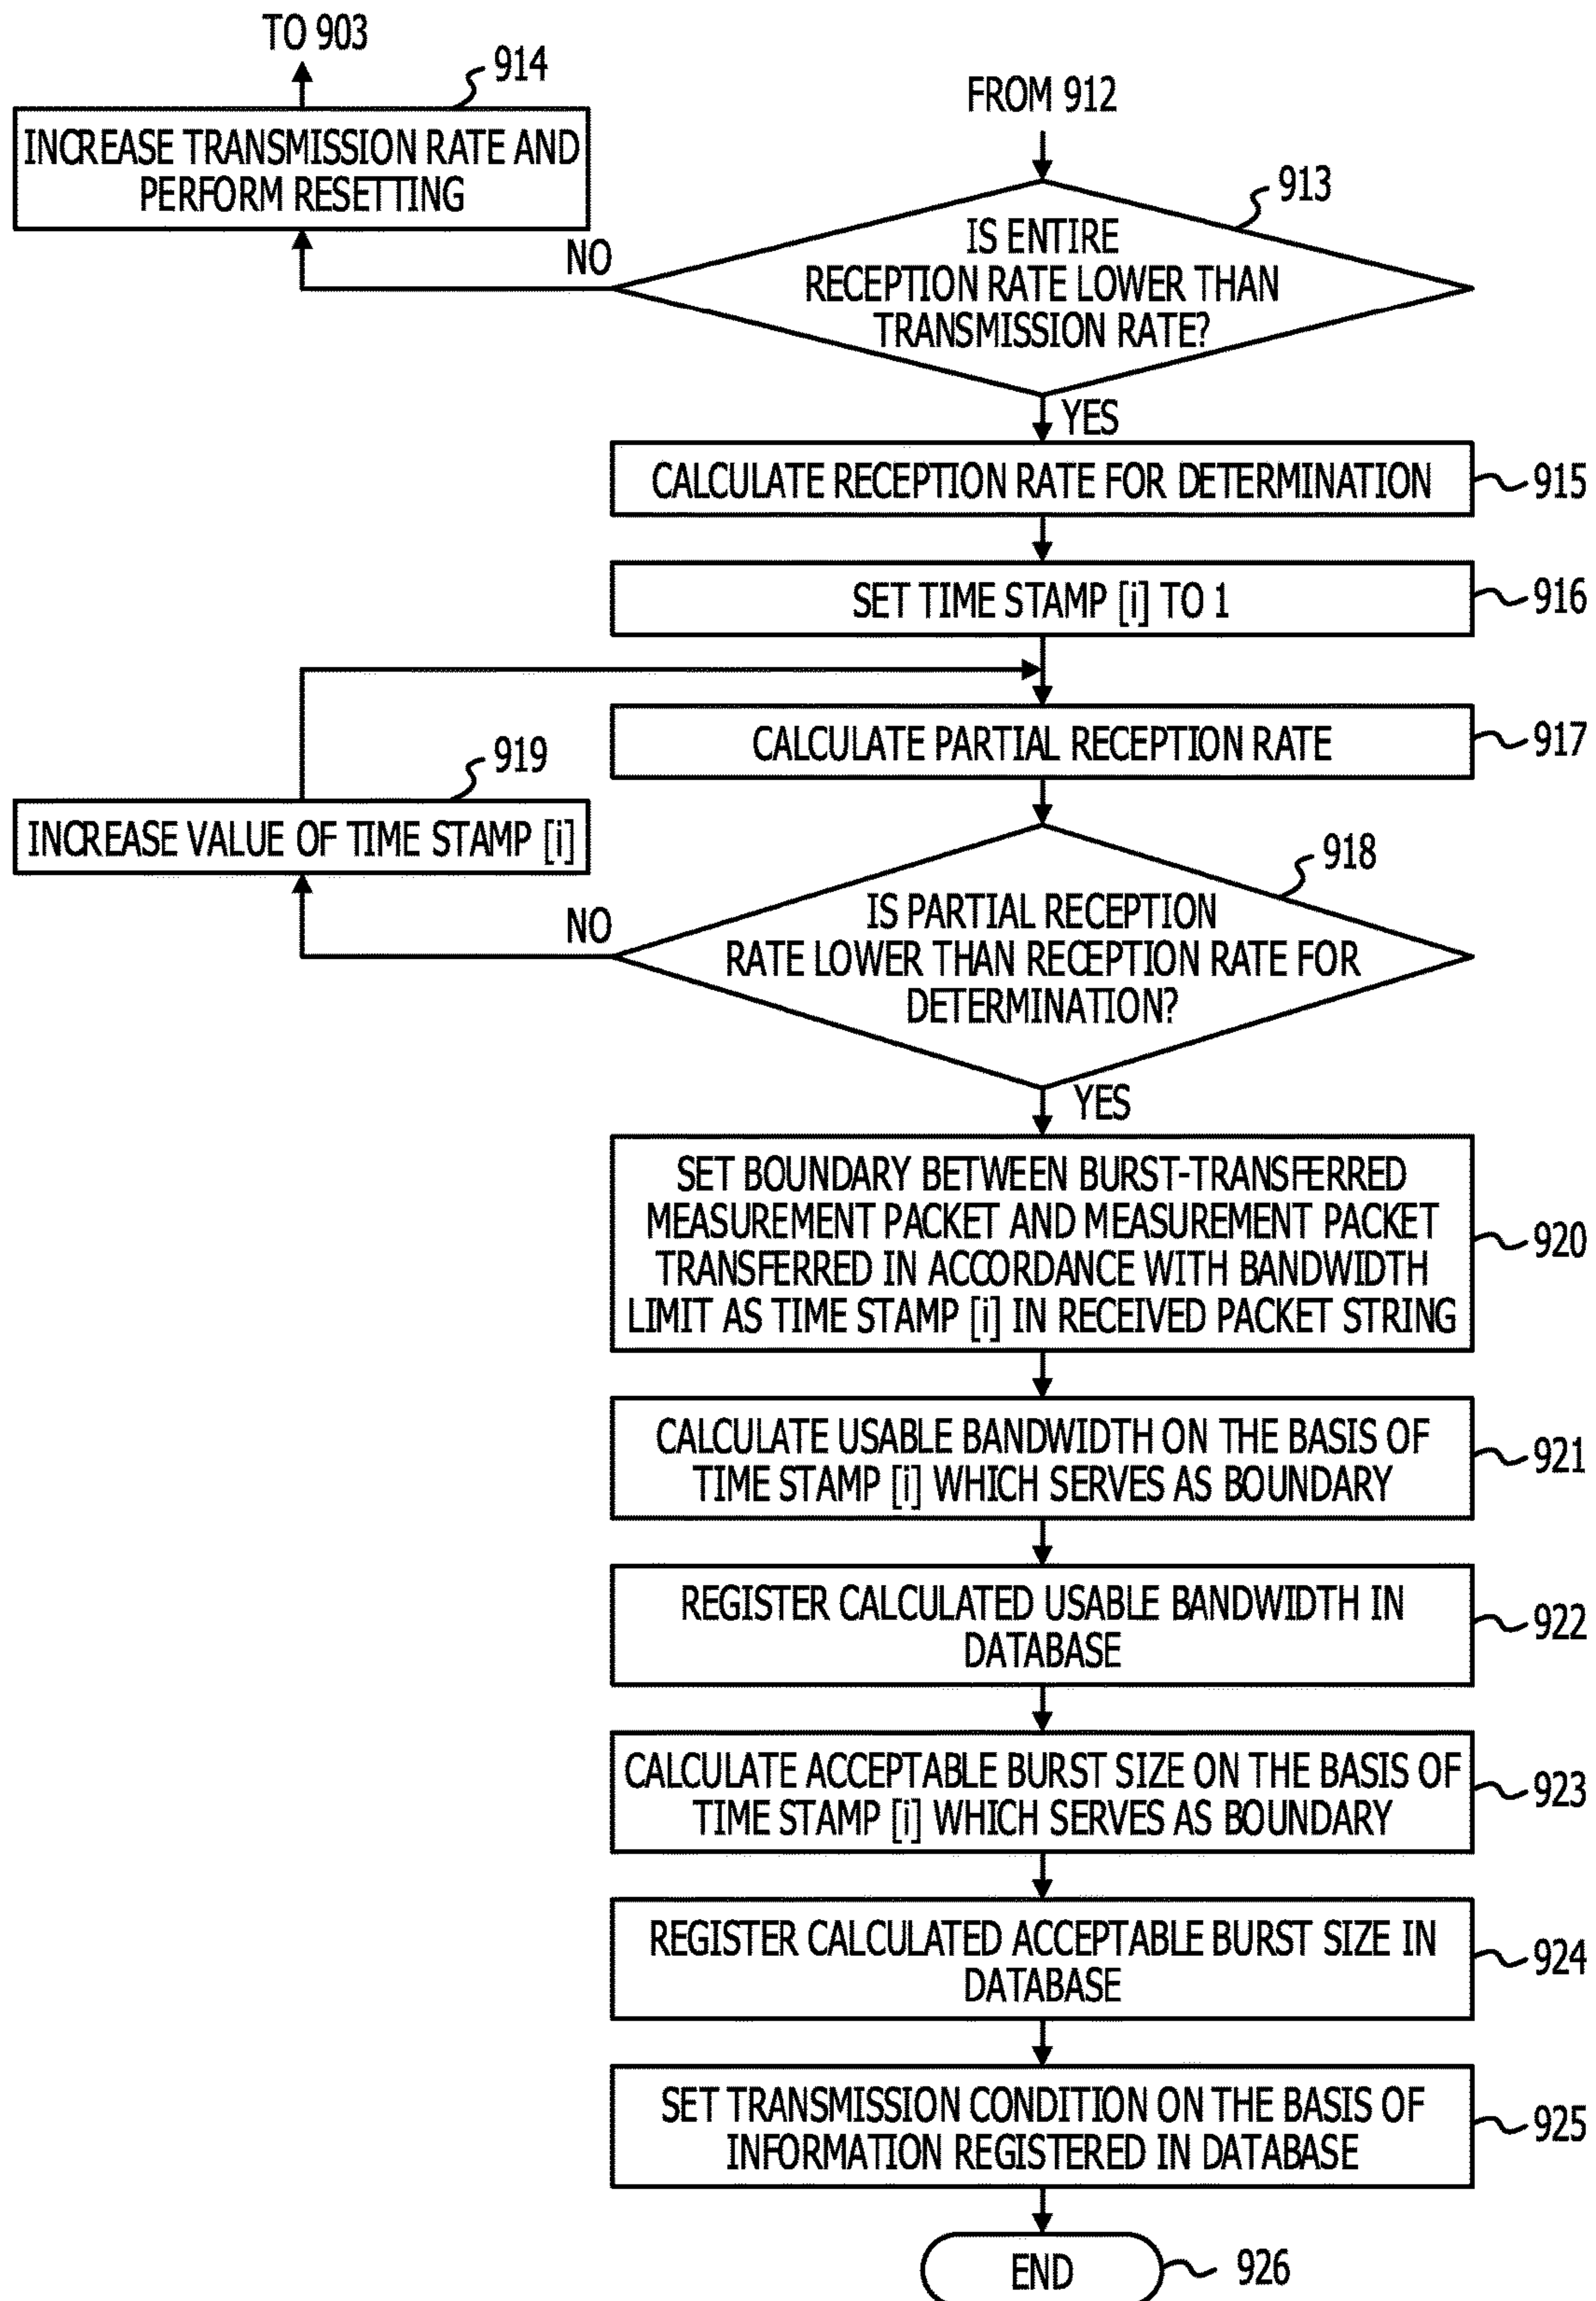 TO 903
914
INCREASE TRANSMISSION RATE AND
PERFORM RESETTING
FROM 912
913
IS ENTIRE
RECEPTION RATE LOWER THAN
TRANSMISSION RATE?
NO
YES
CALCULATE RECEPTION RATE FOR DETERMINATION
915
SET TIME STAMP [i] TO 1
916
CALCULATE PARTIAL RECEPTION RATE
917
919
INCREASE VALUE OF TIME STAMP [i]
918
IS PARTIAL RECEPTION
RATE LOWER THAN RECEPTION RATE FOR
DETERMINATION?
NO
YES
SET BOUNDARY BETWEEN BURST-TRANSFERRED
MEASUREMENT PACKET AND MEASUREMENT PACKET
TRANSFERRED IN ACCORDANCE WITH BANDWIDTH
LIMIT AS TIME STAMP [i] IN RECEIVED PACKET STRING
920
CALCULATE USABLE BANDWIDTH ON THE BASIS OF
TIME STAMP [i] WHICH SERVES AS BOUNDARY
921
REGISTER CALCULATED USABLE BANDWIDTH IN
DATABASE
922
CALCULATE ACCEPTABLE BURST SIZE ON THE BASIS OF
TIME STAMP [i] WHICH SERVES AS BOUNDARY
923
REGISTER CALCULATED ACCEPTABLE BURST SIZE IN
DATABASE
924
SET TRANSMISSION CONDITION ON THE BASIS OF
INFORMATION REGISTERED IN DATABASE
925
END
926